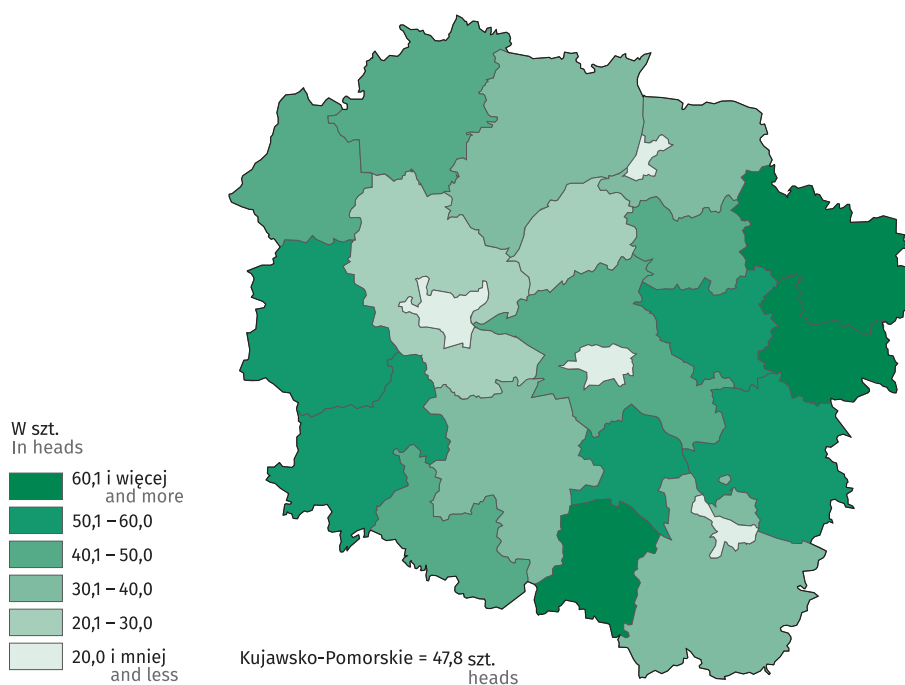 W szt.
In heads
60,1 i więcej
and more
50,1 – 60,0
40,1 – 50,0
30,1 – 40,0
20,1 – 30,0
20,0 i mniej
and less
Kujawsko-Pomorskie = 47,8 szt.
heads